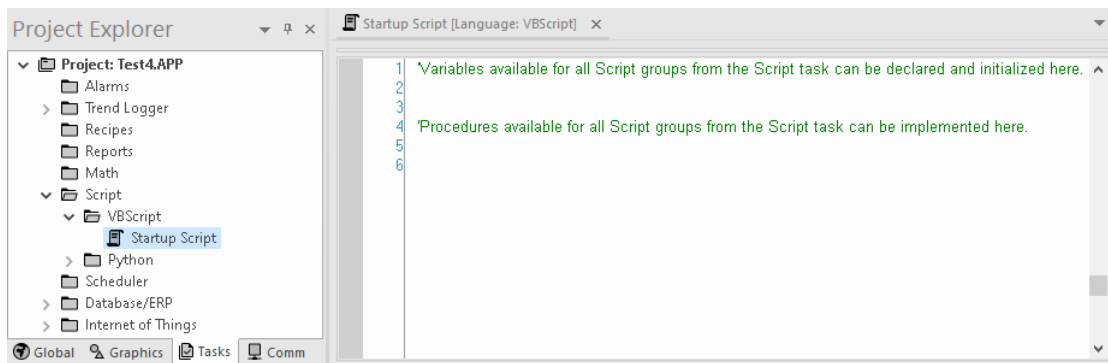 Project Explorer
Project: Test4.APP
Alarms
Trend Logger
Recipes
Reports
Math
Script
VBScript
Startup Script
Python
Scheduler
Database/ERP
Internet of Things
Global Graphics Tasks Comm
Startup Script [Language: VBScript]
1 'Variables available for all Script groups from the Script task can be declared and initialized here.
2
3
4 'Procedures available for all Script groups from the Script task can be implemented here.
5
6